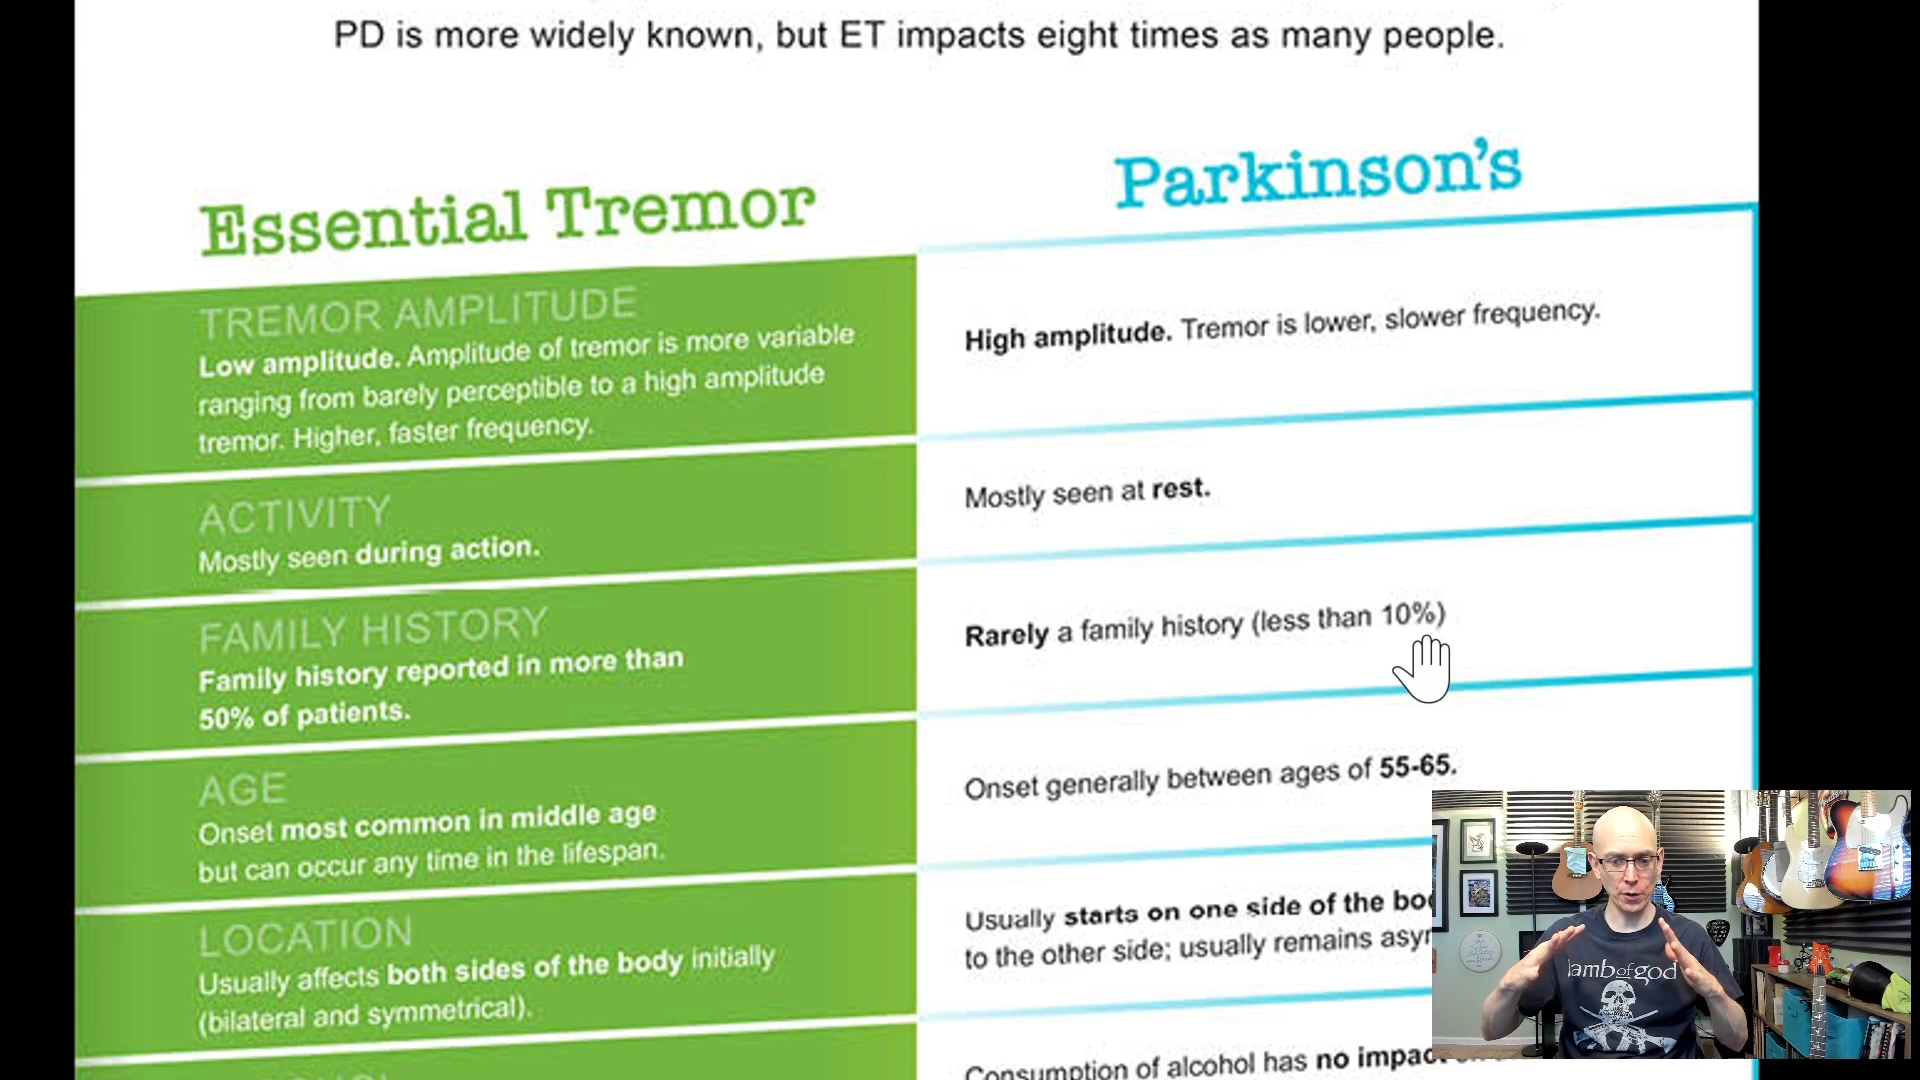 PD is more widely known, but ET impacts eight times as many people.
Essential Tremor
Parkinson's
TREMOR AMPLITUDE
Low amplitude. Amplitude of tremor is more variable
ranging from barely perceptible to a high amplitude
tremor. Higher, faster frequency.
High amplitude. Tremor is lower, slower frequency.
ACTIVITY
Mostly seen during action.
Mostly seen at rest.
FAMILY HISTORY
Family history reported in more than
50% of patients.
Rarely a family history (less than 10%)
AGE
Onset most common in middle age
but can occur any time in the lifespan.
Onset generally between ages of 55-65.
LOCATION
Usually affects both sides of the body initially
(bilateral and symmetrical).
Usually starts on one side of the
to the other side; usually remains
Consumption of alcohol has no
lamb of god